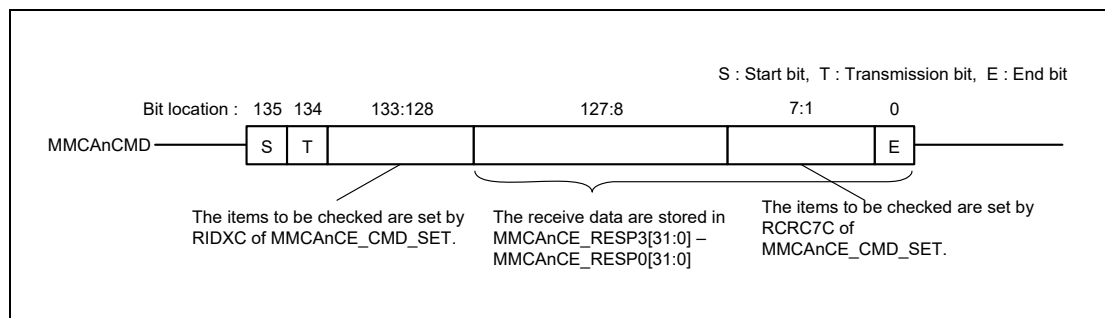 S : Start bit, T : Transmission bit, E : End bit
Bit location : 135 134 133:128 127:8 7:1 0
MMCAnCMD S T E
The items to be checked are set by
RIDXC of MMCAnCE_CMD_SET.
The receive data are stored in
MMCAnCE_RESP3[31:0] –
MMCAnCE_RESP0[31:0]
The items to be checked are set by
RCRC7C of
MMCAnCE_CMD_SET.